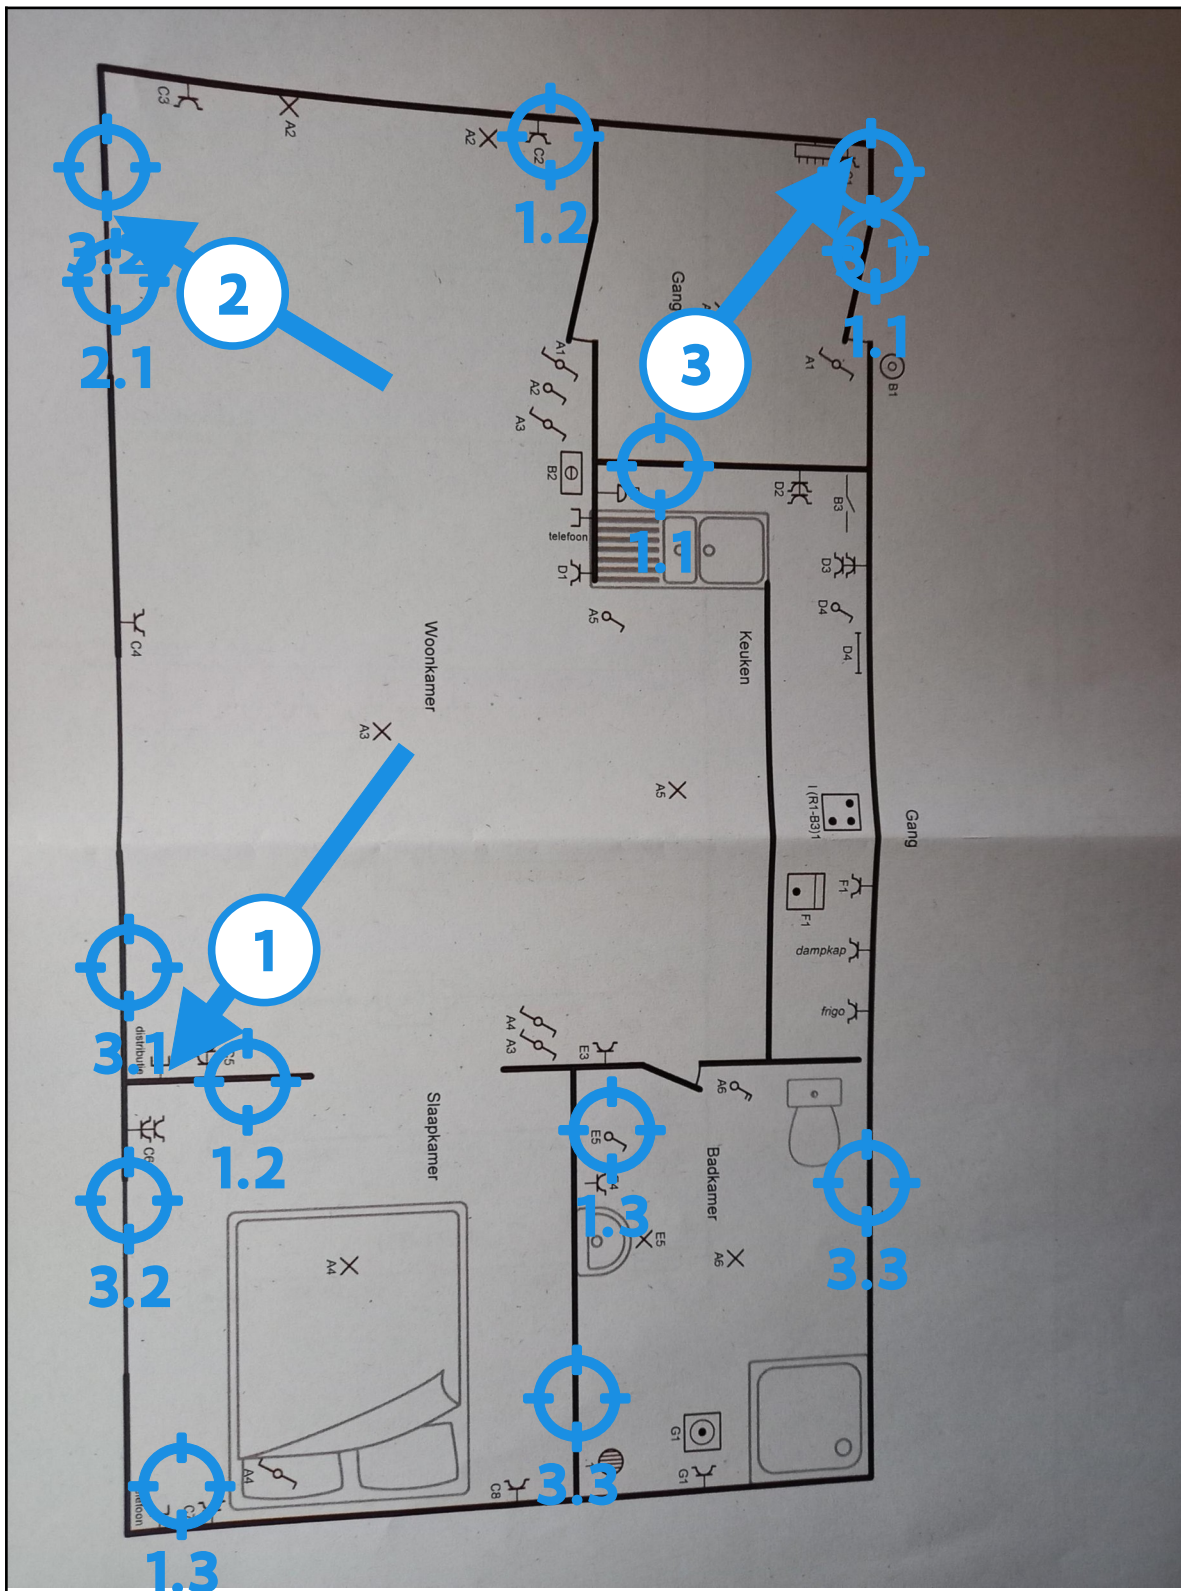 C3
A2
A2
C2
1.2
3.2
2
2.1
3
3.1
1.1
Gang
A1
A2
A3
A1
B1
B2
telefoon
D1
1.1
D2
B3
D3
D4
D4
A5
Keuken
Woonkamer
C4
A3
A5
I (R1-B3)1
Gang
F1
F1
dampkap
frigo
1
3.1
C5
1.2
A4
A3
E3
A6
C6
3.2
Slaapkamer
E5
1.3
Badkamer
E5
A6
3.3
A4
A4
G1
G1
C8
3.3
1.3